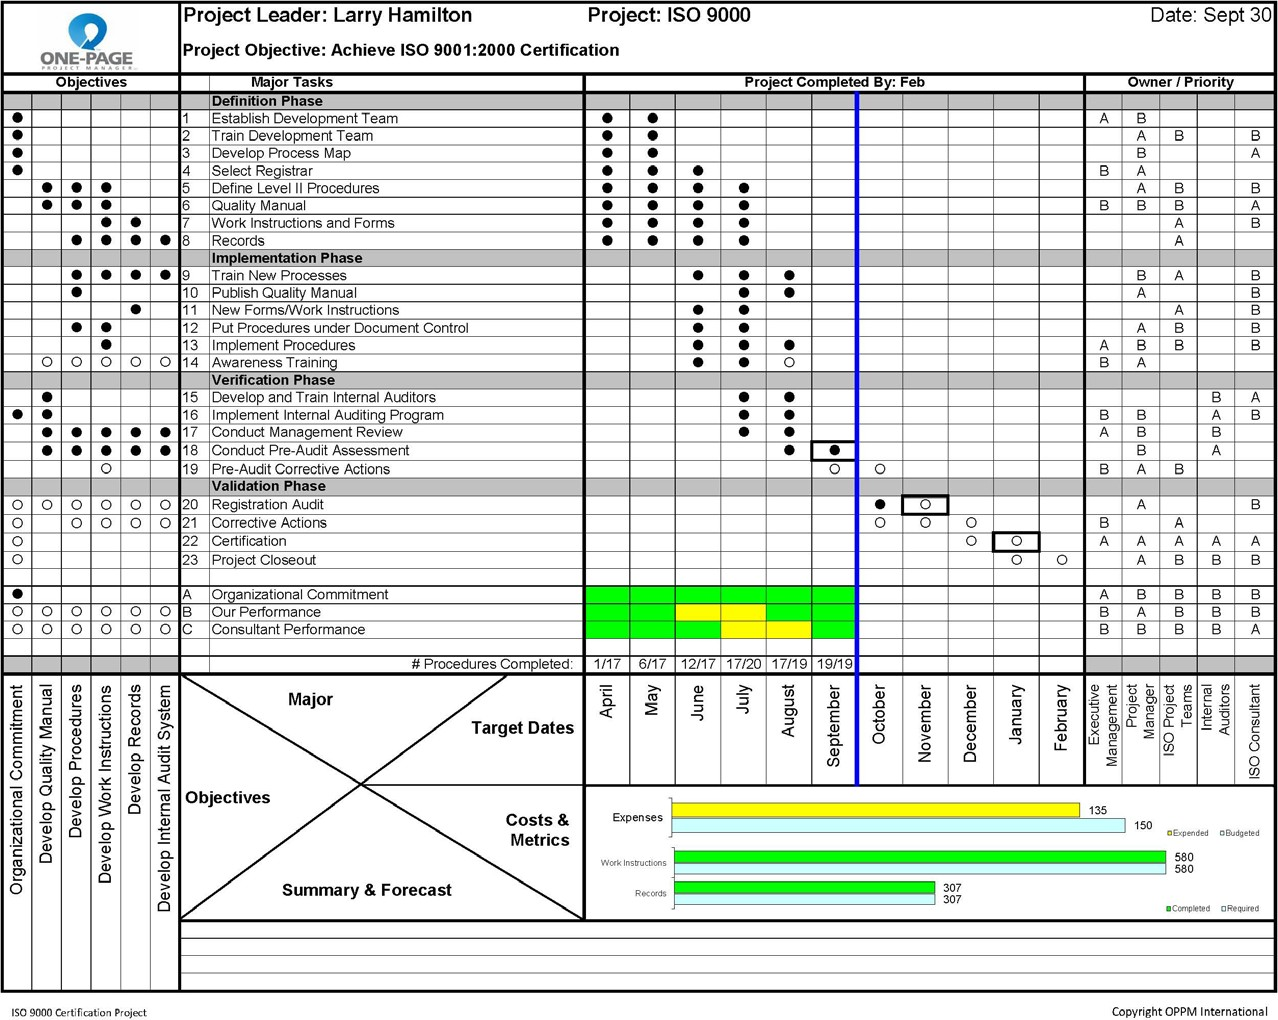 Project Leader: Larry Hamilton Project: ISO 9000 Date: Sept 30
ONE-PAGE
PROJECT MANAGER
Project Objective: Achieve ISO 9001:2000 Certification
Objectives Major Tasks Project Completed By: Feb Owner / Priority
Definition Phase
1 Establish Development Team A B
2 Train Development Team A B B
3 Develop Process Map B A
4 Select Registrar B A
5 Define Level II Procedures A B B
6 Quality Manual B B B A
7 Work Instructions and Forms A B
8 Records A
Implementation Phase
9 Train New Processes B A B
10 Publish Quality Manual A B
11 New Forms/Work Instructions A B
12 Put Procedures under Document Control A B B
13 Implement Procedures A B B B
14 Awareness Training B A
Verification Phase
15 Develop and Train Internal Auditors B A
16 Implement Internal Auditing Program B B A B
17 Conduct Management Review A B B
18 Conduct Pre-Audit Assessment B A
19 Pre-Audit Corrective Actions B A B
Validation Phase
20 Registration Audit A B
21 Corrective Actions B A
22 Certification A A A A A
23 Project Closeout A B B B
A Organizational Commitment A B B B B
B Our Performance B A B B B
C Consultant Performance B B B B A
# Procedures Completed: 1/17 6/17 12/17 17/20 17/19 19/19
Organizational Commitment
Develop Quality Manual
Develop Procedures
Develop Work Instructions
Develop Records
Develop Internal Audit System
Major
Target Dates
Objectives
Costs &
Metrics
Summary & Forecast
April
May
June
July
August
September
October
November
December
January
February
Executive
Management
Project
Manager
ISO Project
Teams
Internal
Auditors
ISO Consultant
Expenses 135
150
Expended Budgeted
Work Instructions 580
580
Records 307
307
Completed Required
ISO 9000 Certification Project Copyright OPPM International